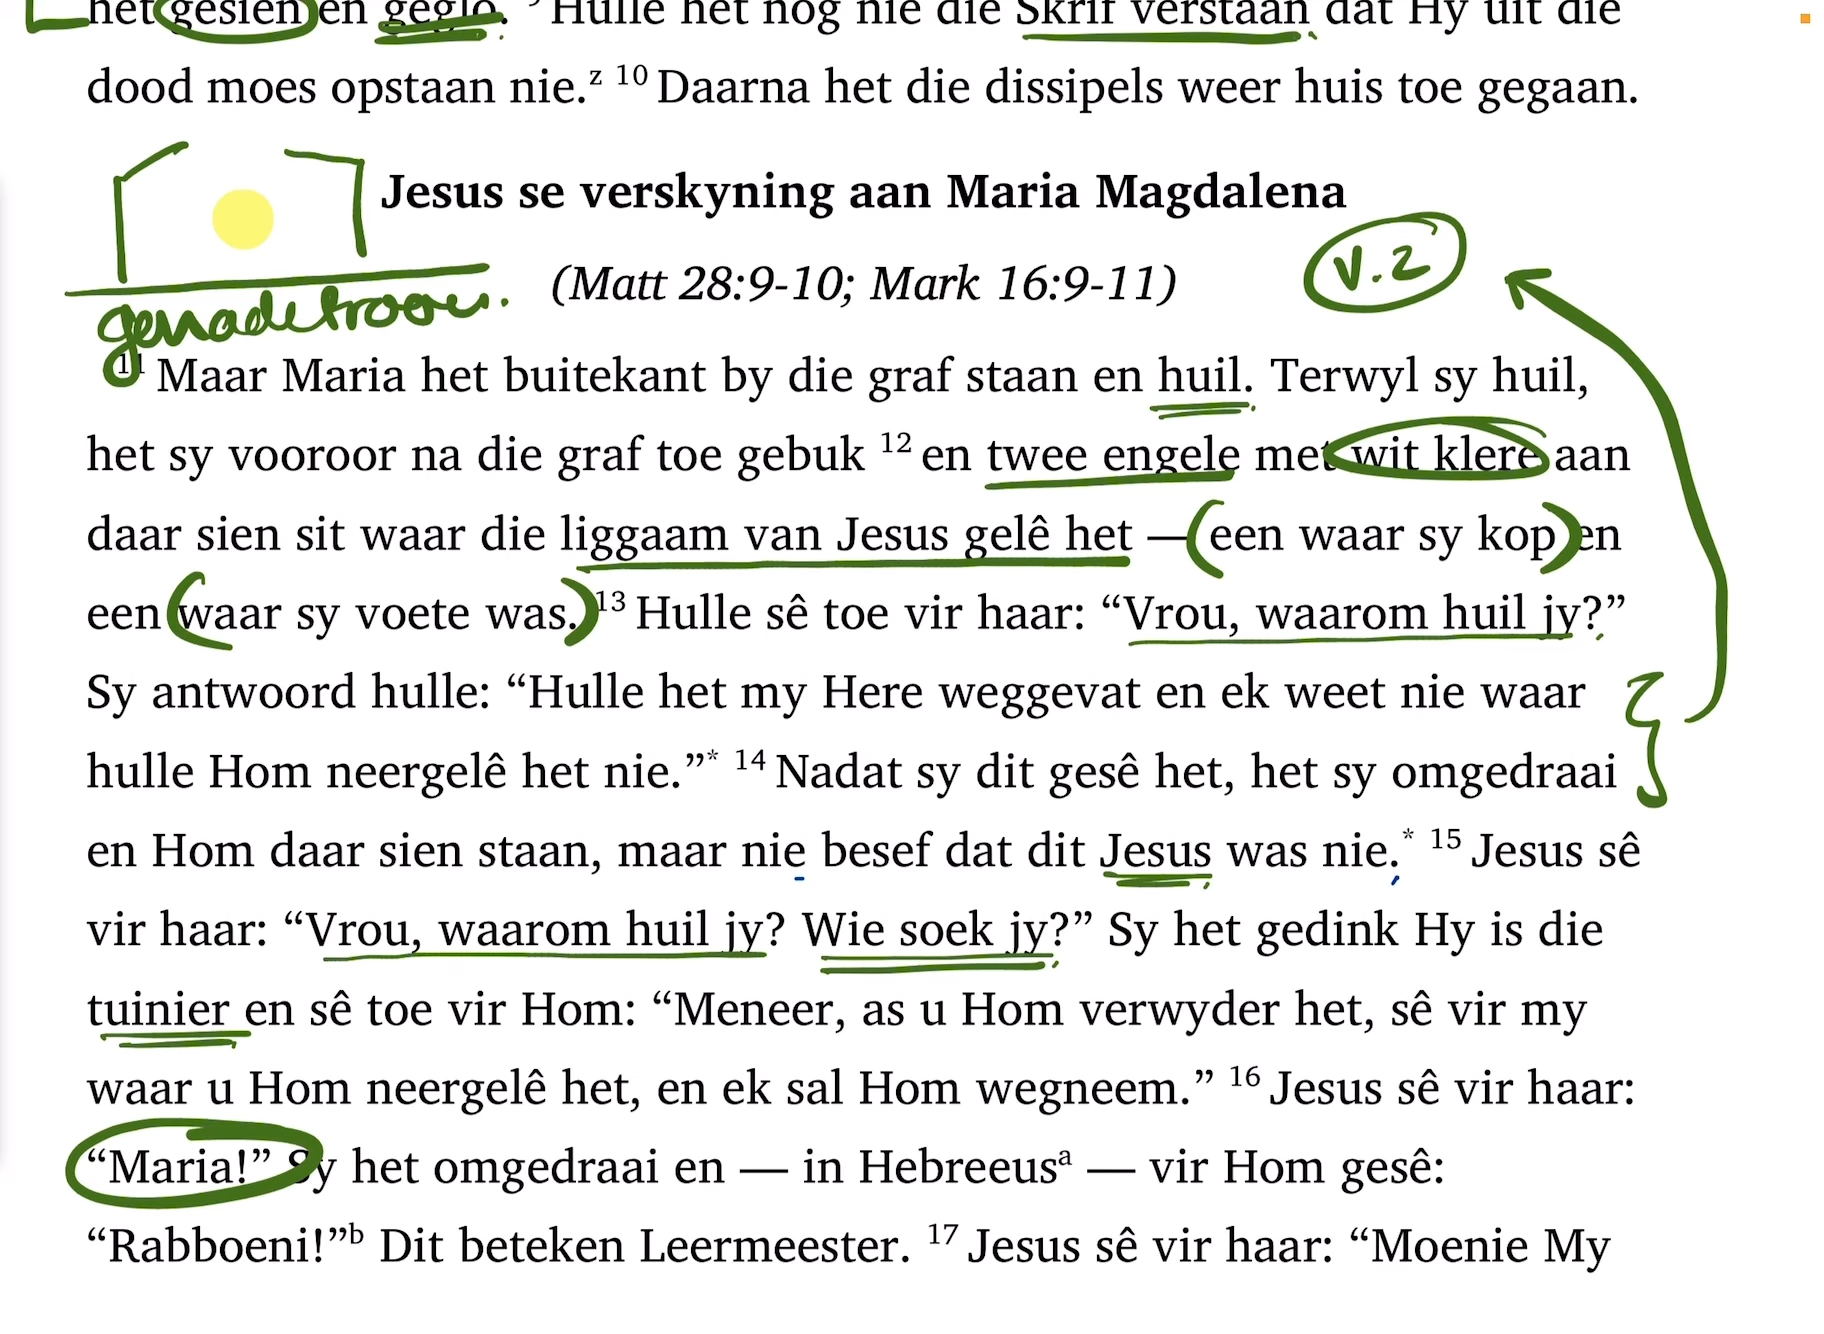 het gesien en geglo. 9 Hulle het nog nie die Skrif verstaan dat Hy uit die
dood moes opstaan nie.z 10 Daarna het die dissipels weer huis toe gegaan.
Jesus se verskyning aan Maria Magdalena
(Matt 28:9-10; Mark 16:9-11)
v.2
genadetroon.
11 Maar Maria het buitekant by die graf staan en huil. Terwyl sy huil,
het sy vooroor na die graf toe gebuk 12 en twee engele met wit klere aan
daar sien sit waar die liggaam van Jesus gelê het — (een waar sy kop) en
een (waar sy voete was.) 13 Hulle sê toe vir haar: “Vrou, waarom huil jy?”
Sy antwoord hulle: “Hulle het my Here weggevat en ek weet nie waar
hulle Hom neergelê het nie.”* 14 Nadat sy dit gesê het, het sy omgedraai
en Hom daar sien staan, maar nie besef dat dit Jesus was nie.* 15 Jesus sê
vir haar: “Vrou, waarom huil jy? Wie soek jy?” Sy het gedink Hy is die
tuinier en sê toe vir Hom: “Meneer, as u Hom verwyder het, sê vir my
waar u Hom neergelê het, en ek sal Hom wegneem.” 16 Jesus sê vir haar:
“Maria!” Sy het omgedraai en — in Hebreeusa — vir Hom gesê:
“Rabboeni!”b Dit beteken Leermeester. 17 Jesus sê vir haar: “Moenie My